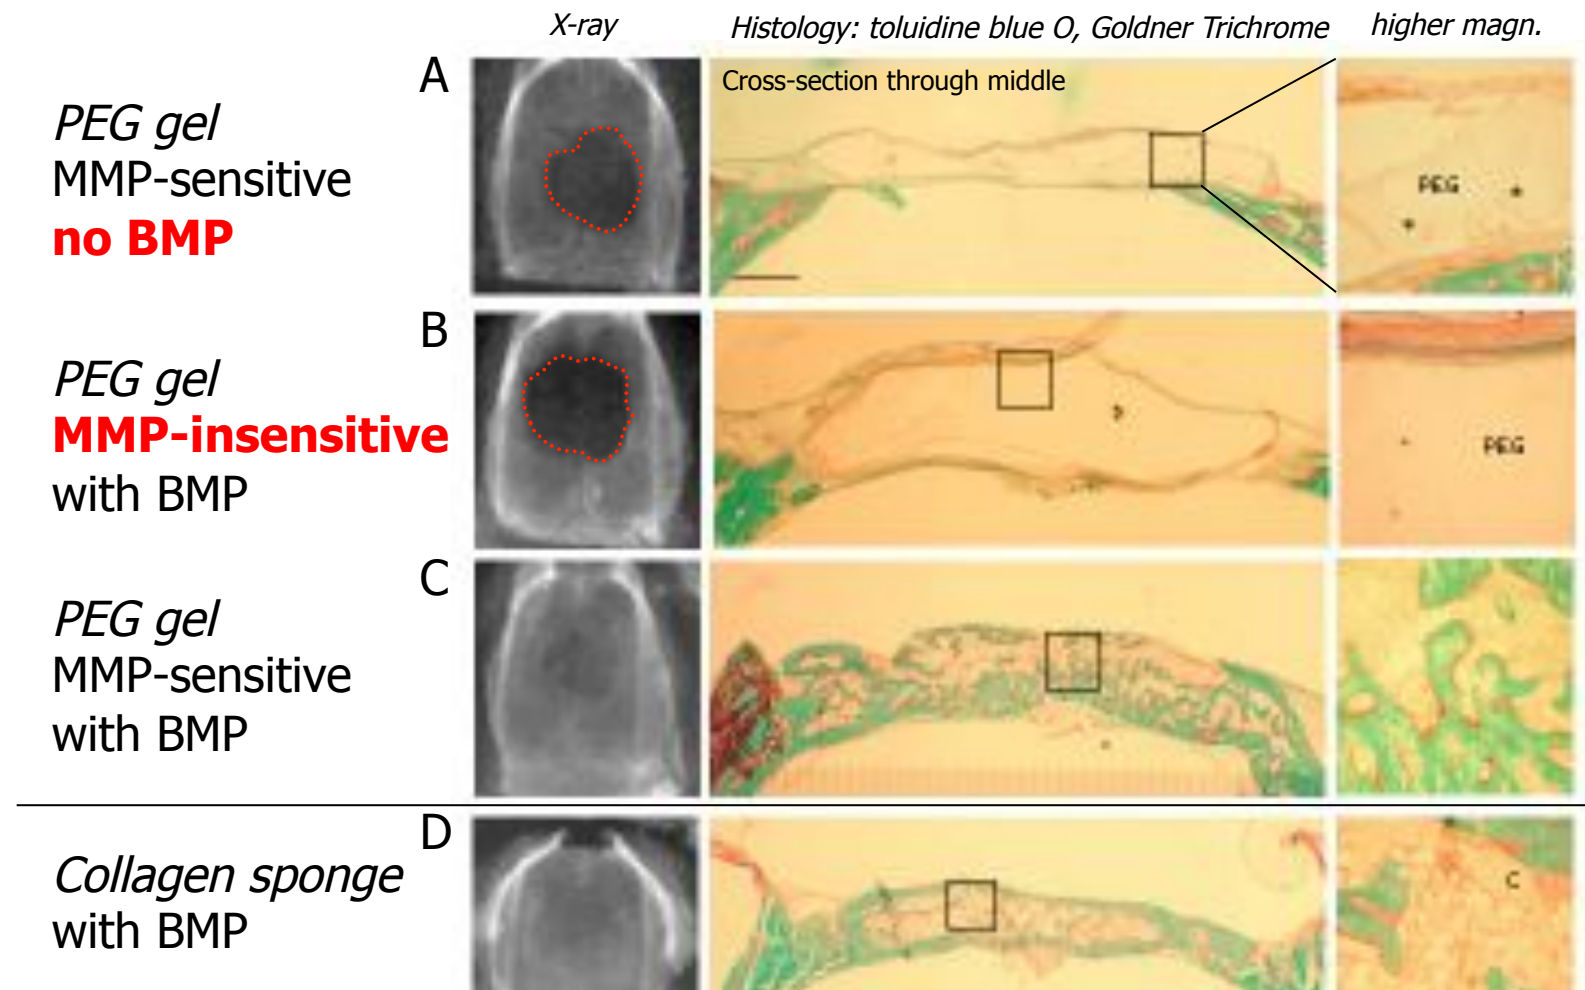 X-ray
Histology: toluidine blue O, Goldner Trichrome
higher magn.
A
Cross-section through middle
PEG gel
MMP-sensitive
no BMP
PEG
*
*
B
PEG gel
MMP-insensitive
with BMP
PEG
C
PEG gel
MMP-sensitive
with BMP
D
Collagen sponge
with BMP
C